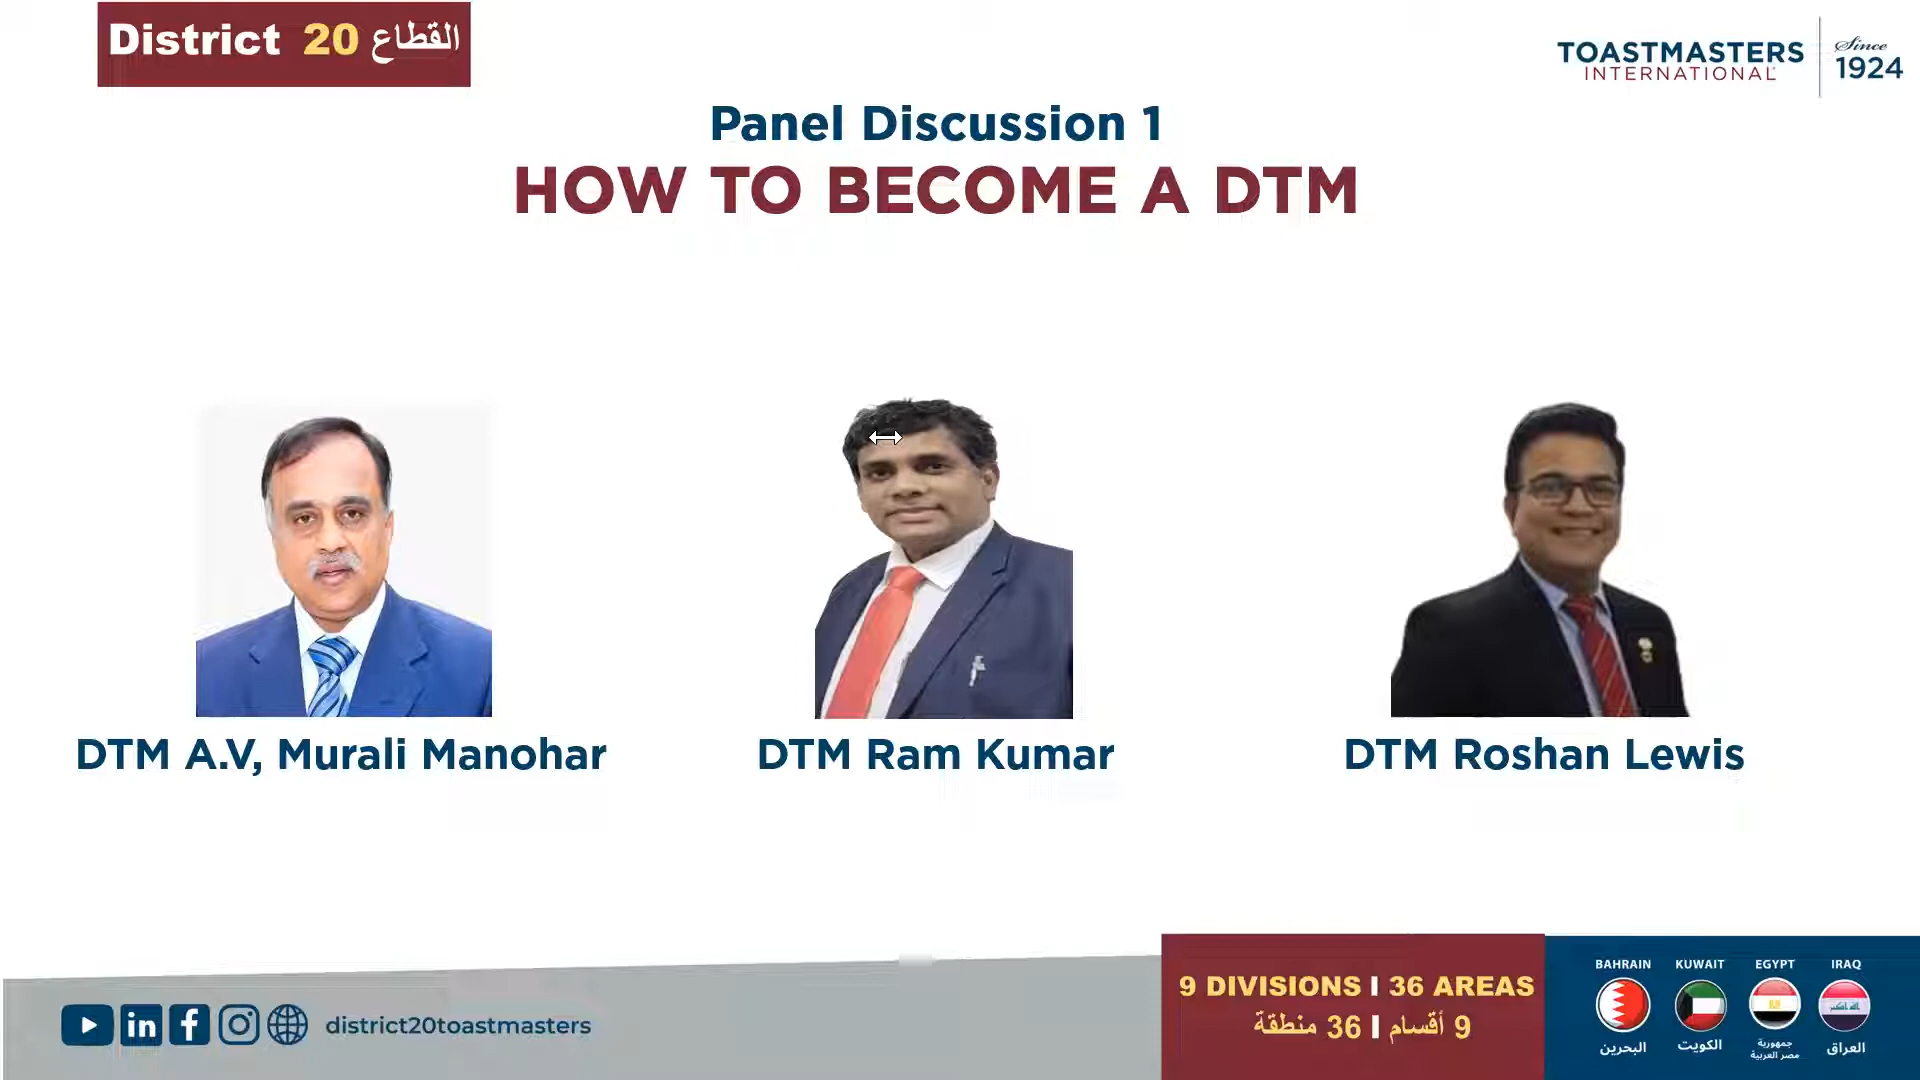 District 20 القطاع
TOASTMASTERS
INTERNATIONAL
Since
1924
Panel Discussion 1
HOW TO BECOME A DTM
DTM A.V, Murali Manohar
DTM Ram Kumar
DTM Roshan Lewis
district20toastmasters
9 DIVISIONS I 36 AREAS
9 أقسام I 36 منطقة
BAHRAIN
البحرين
KUWAIT
الكويت
EGYPT
جمهورية
مصر العربية
IRAQ
العراق